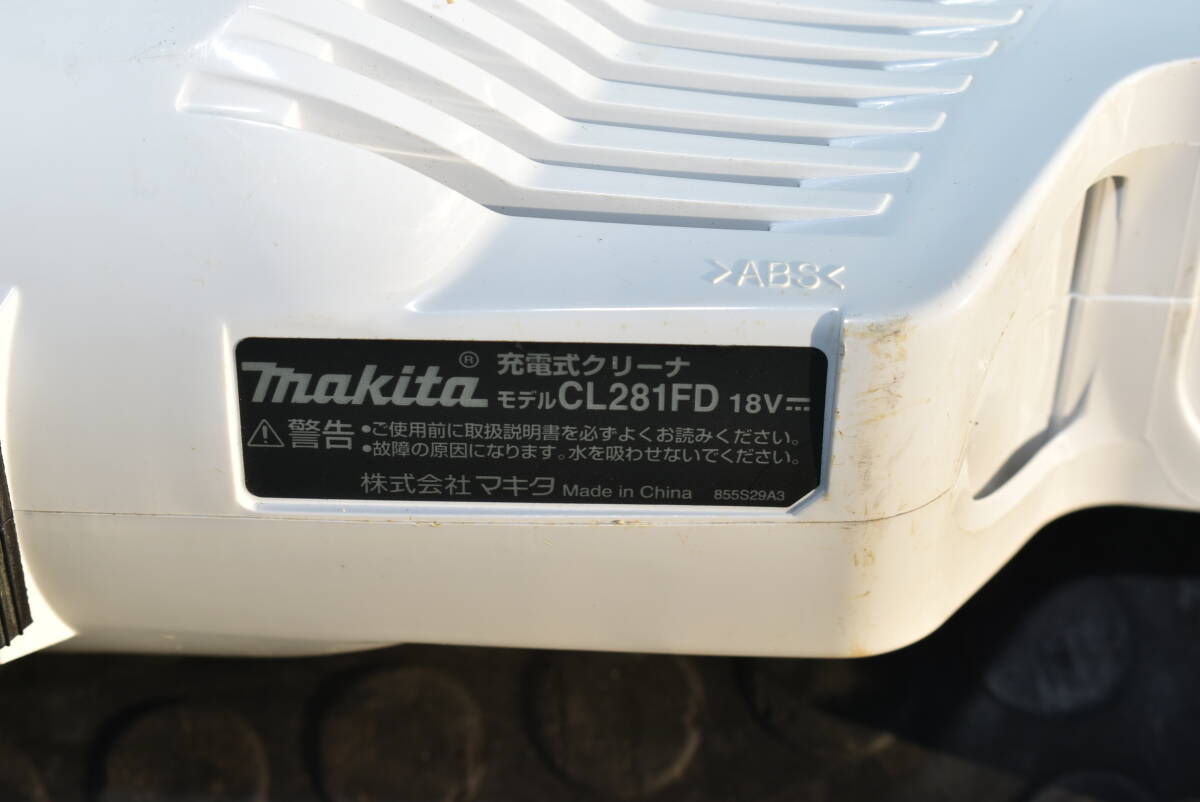 >ABS<
makita® 充電式クリーナ
モデルCL281FD 18V⎓
⚠警告 •ご使用前に取扱説明書を必ずよくお読みください。
•故障の原因になります。水を吸わせないでください。
株式会社マキタ Made in China 855S29A3